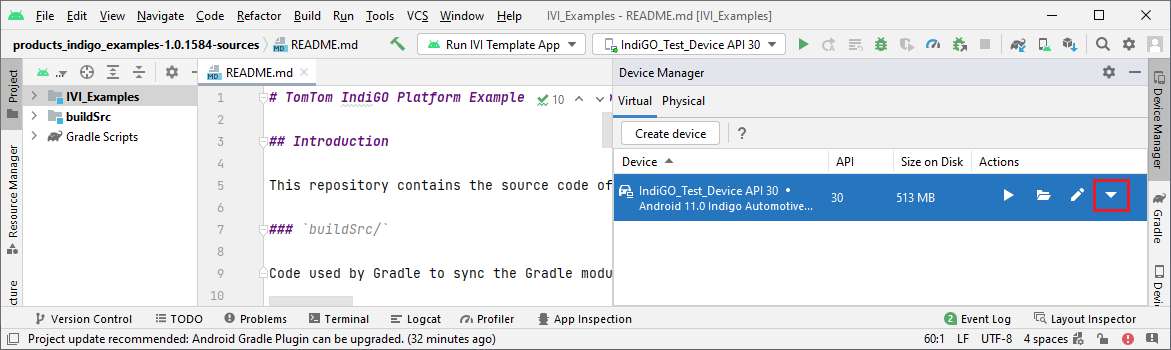 File Edit View Navigate Code Refactor Build Run Tools VCS Window Help IVI_Examples - README.md [IVI_Examples]
products_indigo_examples-1.0.1584-sources README.md Run IVI Template App IndiGO_Test_Device API 30
Project
Resource Manager
..
IVI_Examples
buildSrc
Gradle Scripts
README.md
1 # TomTom IndiGO Platform Example
10
2
3 ## Introduction
4
5 This repository contains the source code of
6
7 ### `buildSrc/`
8
9 Code used by Gradle to sync the Gradle modu
10
Device Manager
Virtual Physical
Create device ?
Device API Size on Disk Actions
IndiGO_Test_Device API 30 • 30 513 MB
Android 11.0 Indigo Automotive...
Device Manager
Gradle
Version Control TODO Problems Terminal Logcat Profiler App Inspection 2 Event Log Layout Inspector
Project update recommended: Android Gradle Plugin can be upgraded. (32 minutes ago) 60:1 LF UTF-8 4 spaces